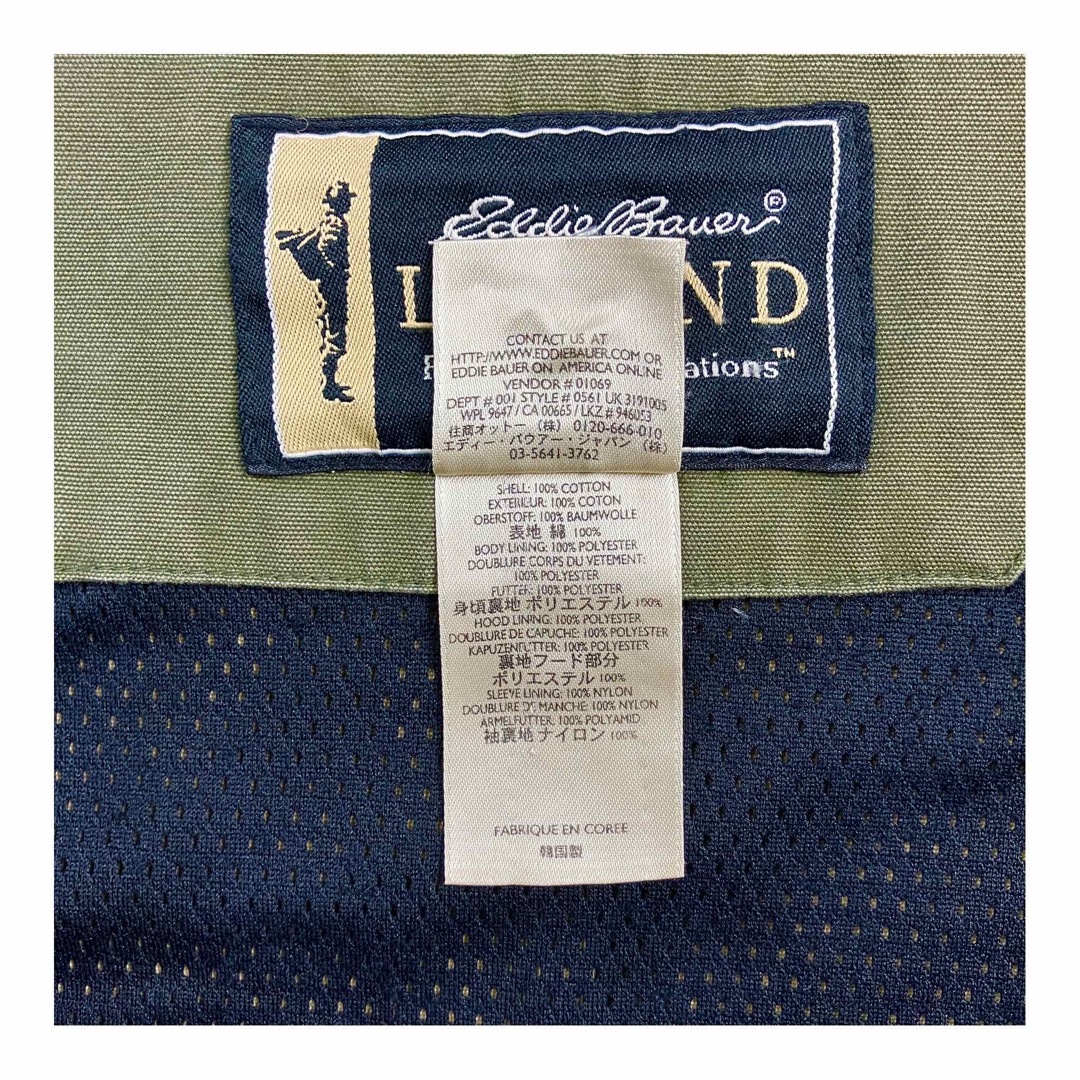 Eddie Bauer®
L ND
ations™
CONTACT US AT
HTTP://WWW.EDDIEBAUER.COM OR
EDDIE BAUER ON AMERICA ONLINE
VENDOR # 01069
DEPT # 001 STYLE # 0561 UK 3191005
WPL 9647 / CA 00665 / LKZ # 946053
住商オットー (株) 0120-666-010
エディー・バウアー・ジャパン (株)
03-5641-3762
SHELL: 100% COTTON
EXTERIEUR: 100% COTON
OBERSTOFF: 100% BAUMWOLLE
表地 綿 100%
BODY LINING: 100% POLYESTER
DOUBLURE CORPS DU VETEMENT:
100% POLYESTER
FUTTER: 100% POLYESTER
身頃裏地 ポリエステル 100%
HOOD LINING: 100% POLYESTER
DOUBLURE DE CAPUCHE: 100% POLYESTER
KAPUZENFUTTER: 100% POLYESTER
裏地フード部分
ポリエステル 100%
SLEEVE LINING: 100% NYLON
DOUBLURE DE MANCHE: 100% NYLON
ARMELFUTTER: 100% POLYAMID
袖裏地 ナイロン 100%
FABRIQUE EN COREE
韓国製